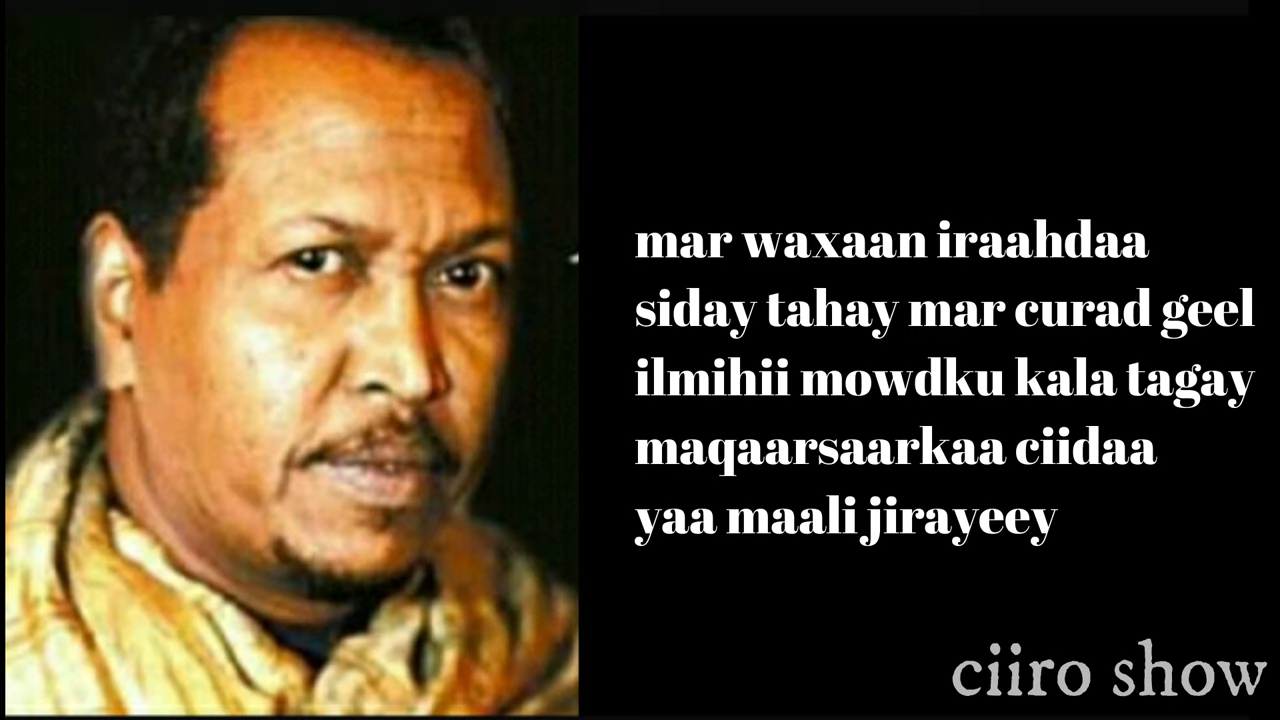 mar waxaan iraahdaa
siday tahay mar curad geel
ilmihii mowdku kala tagay
maqaarsaarkaa ciidaa
yaa maali jirayeey
ciiro show